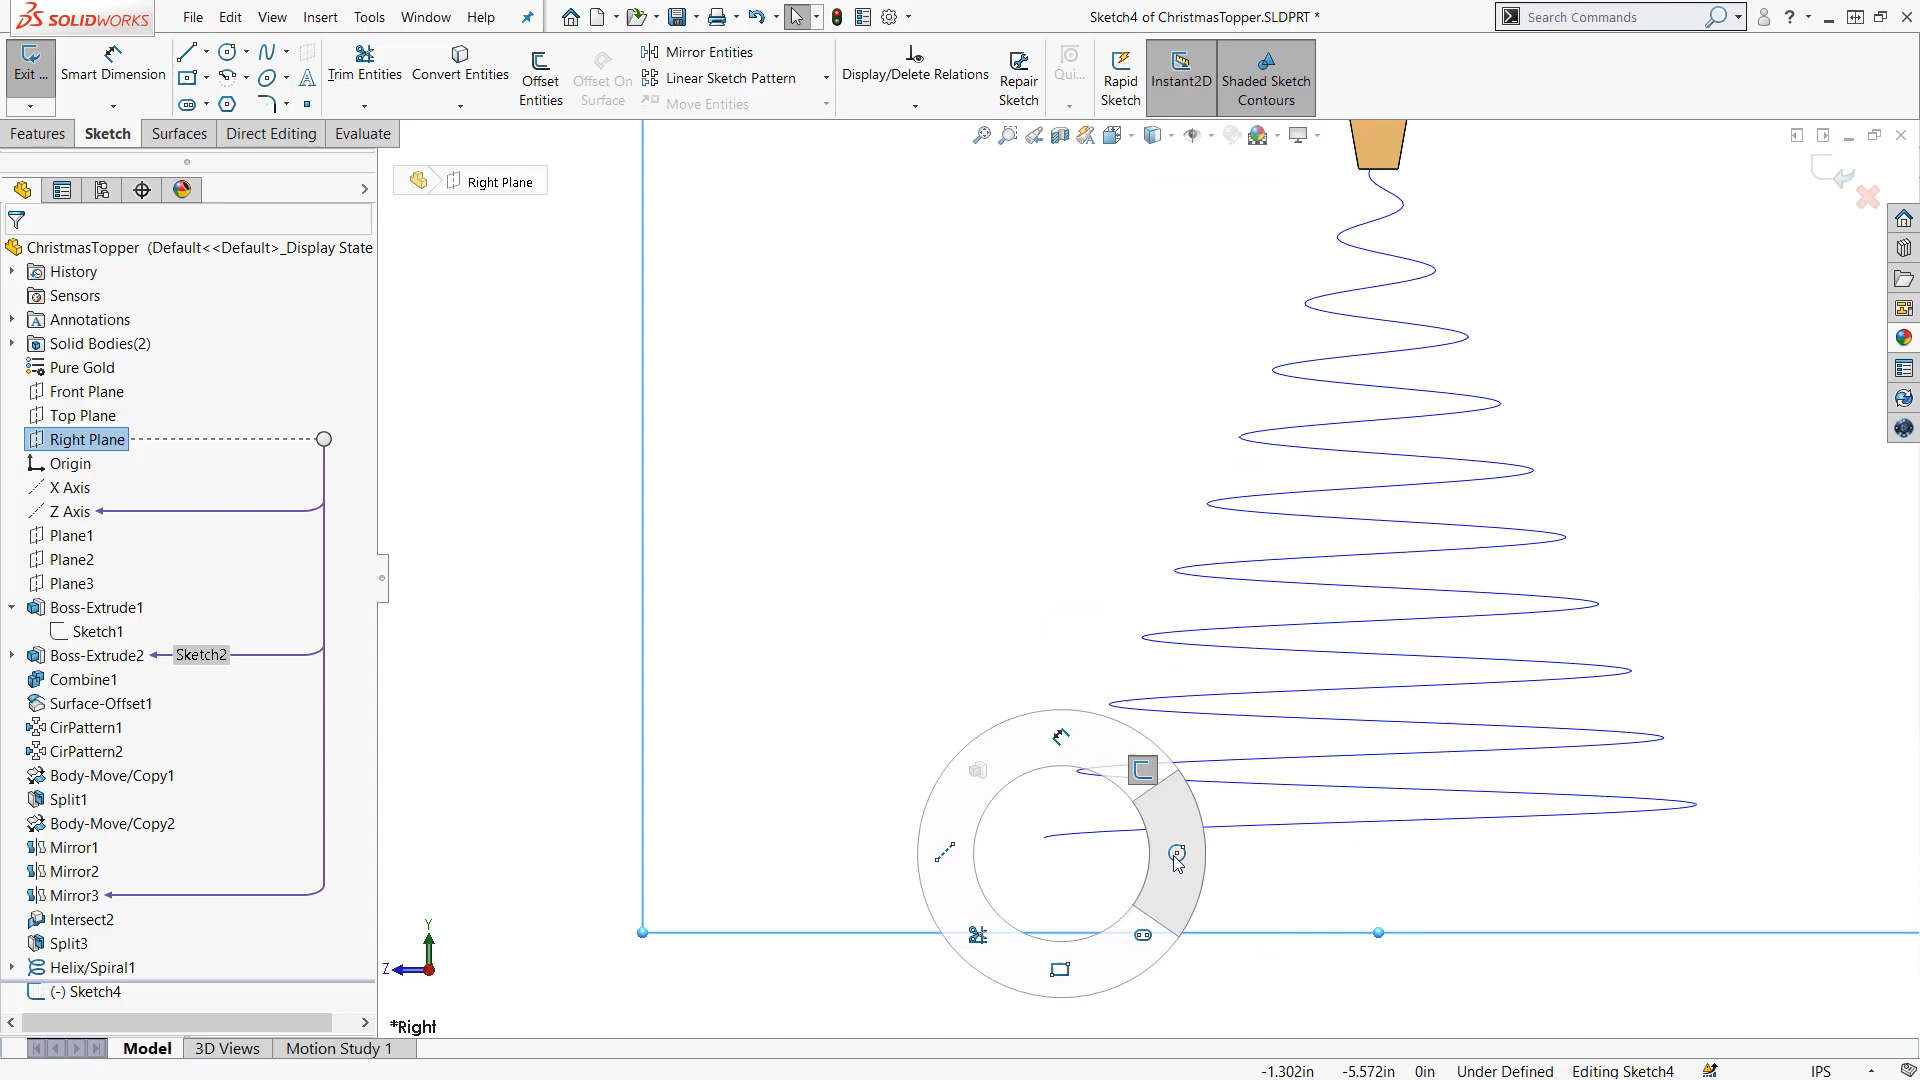 SOLIDWORKS
File Edit View Insert Tools Window Help
Sketch4 of ChristmasTopper.SLDPRT *
Search Commands
Exit ...
Smart Dimension
Trim Entities
Convert Entities
Offset Entities
Offset On Surface
Mirror Entities
Linear Sketch Pattern
Move Entities
Display/Delete Relations
Repair Sketch
Qui...
Rapid Sketch
Instant2D
Shaded Sketch Contours
Features Sketch Surfaces Direct Editing Evaluate
Right Plane
ChristmasTopper (Default<<Default>_Display State
History
Sensors
Annotations
Solid Bodies(2)
Pure Gold
Front Plane
Top Plane
Right Plane
Origin
X Axis
Z Axis
Plane1
Plane2
Plane3
Boss-Extrude1
Sketch1
Boss-Extrude2 Sketch2
Combine1
Surface-Offset1
CirPattern1
CirPattern2
Body-Move/Copy1
Split1
Body-Move/Copy2
Mirror1
Mirror2
Mirror3
Intersect2
Split3
Helix/Spiral1
(-) Sketch4
Y
Z
*Right
Model 3D Views Motion Study 1
-1.302in -5.572in 0in Under Defined Editing Sketch4 IPS